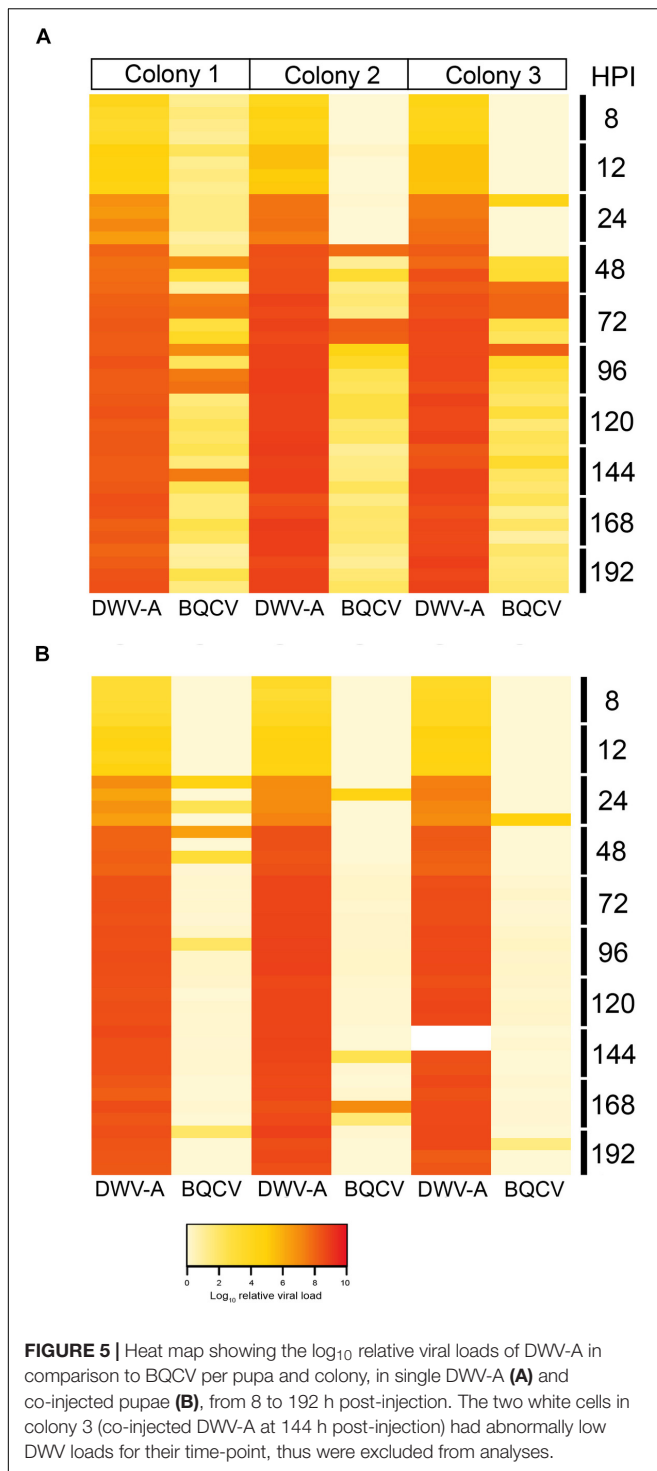 A
Colony 1 Colony 2 Colony 3 HPI
8
12
24
48
72
96
120
144
168
192
DWV-A BQCV DWV-A BQCV DWV-A BQCV
B
8
12
24
48
72
96
120
144
168
192
DWV-A BQCV DWV-A BQCV DWV-A BQCV
0 2 4 6 8 10
Log₁₀ relative viral load
FIGURE 5 | Heat map showing the log₁₀ relative viral loads of DWV-A in
comparison to BQCV per pupa and colony, in single DWV-A (A) and
co-injected pupae (B), from 8 to 192 h post-injection. The two white cells in
colony 3 (co-injected DWV-A at 144 h post-injection) had abnormally low
DWV loads for their time-point, thus were excluded from analyses.